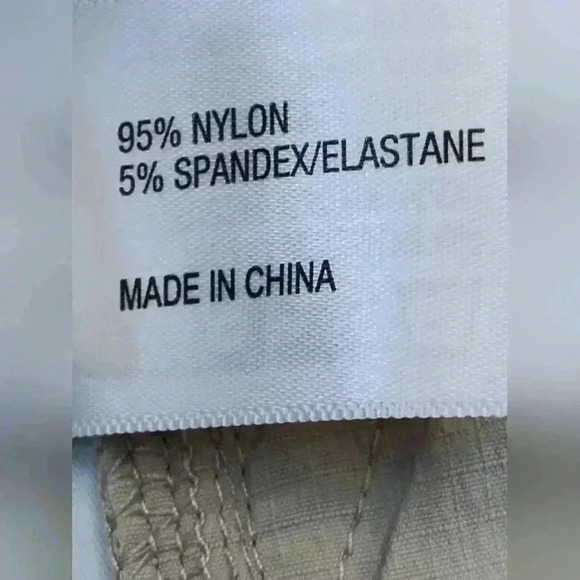 95% NYLON
5% SPANDEX/ELASTANE
MADE IN CHINA